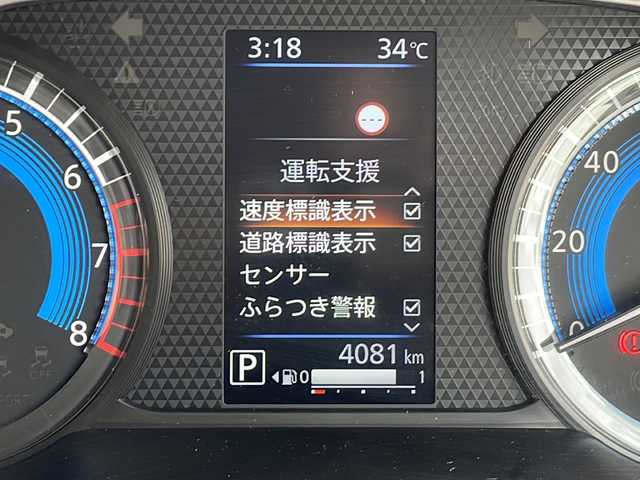 3:18 34℃
---
運転支援
速度標識表示
道路標識表示
センサー
ふらつき警報
4081 km
P 0 1
5
6
7
8
OFF
40
20
0